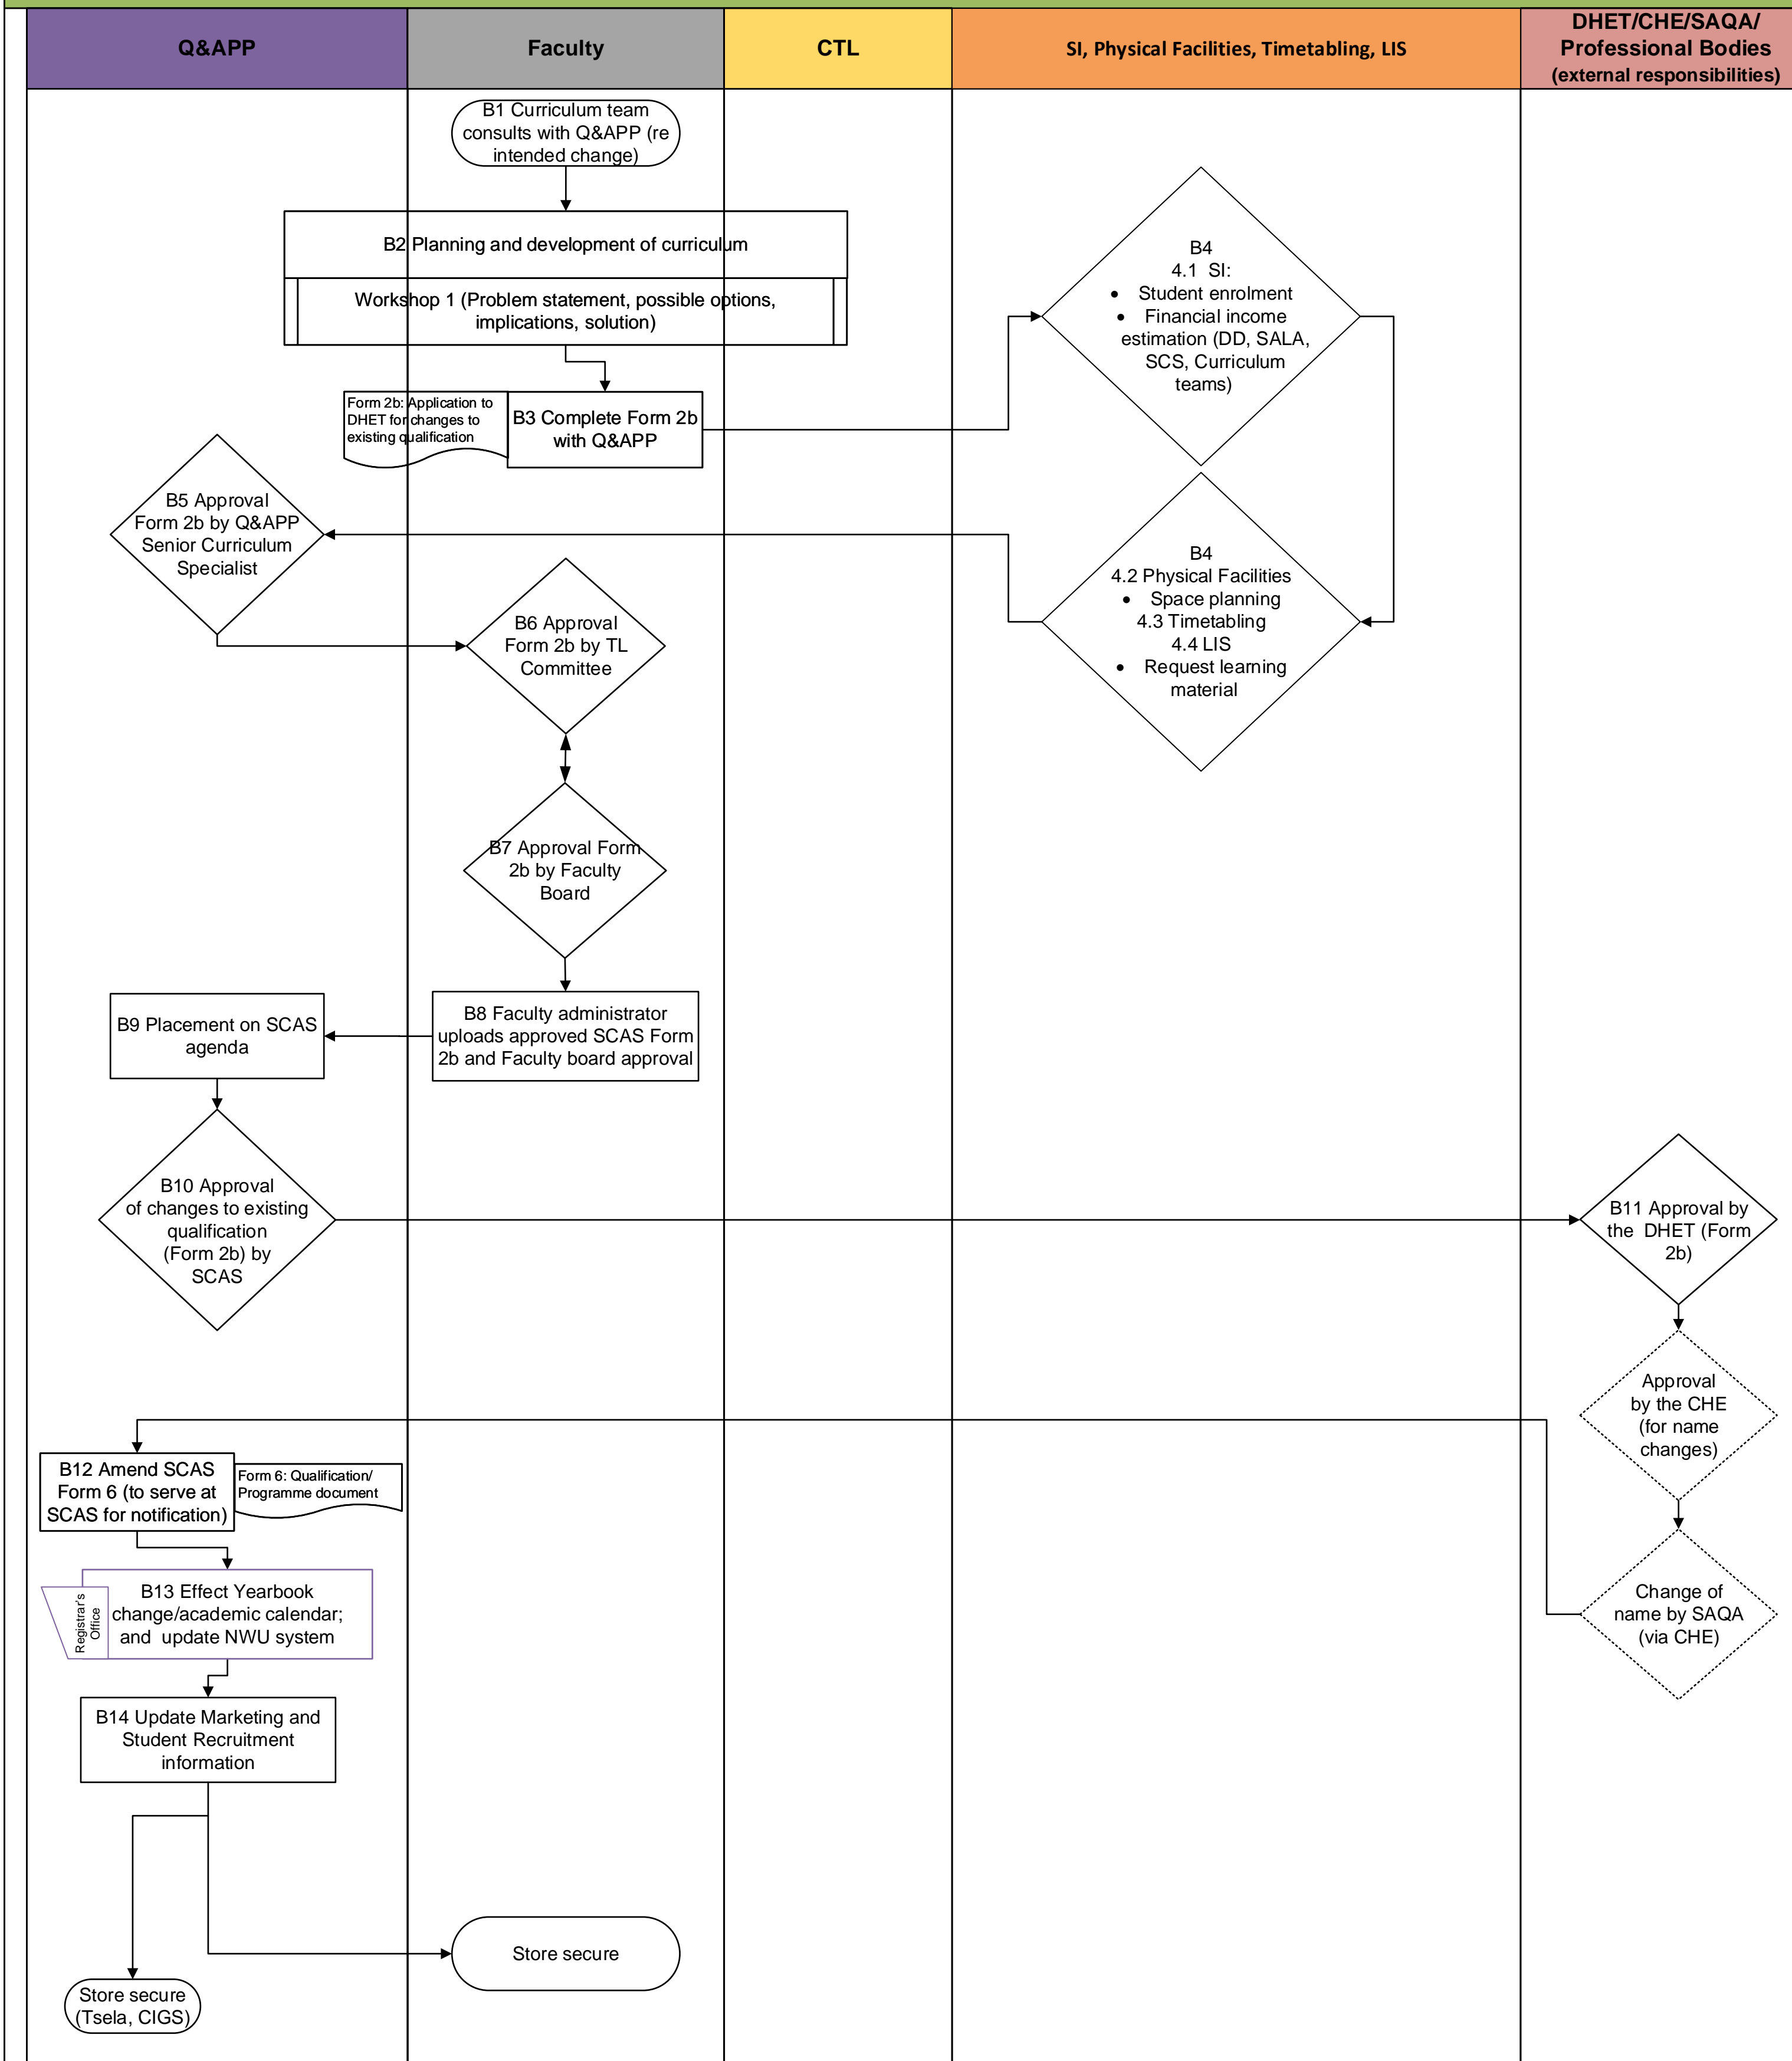 Q&APP
Faculty
CTL
SI, Physical Facilities, Timetabling, LIS
DHET/CHE/SAQA/
Professional Bodies
(external responsibilities)
B1 Curriculum team
consults with Q&APP (re
intended change)
B2 Planning and development of curriculum
Workshop 1 (Problem statement, possible options,
implications, solution)
Form 2b: Application to
DHET for changes to
existing qualification
B3 Complete Form 2b
with Q&APP
B4
4.1 SI:
• Student enrolment
• Financial income
estimation (DD, SALA,
SCS, Curriculum
teams)
B4
4.2 Physical Facilities
• Space planning
4.3 Timetabling
4.4 LIS
• Request learning
material
B5 Approval
Form 2b by Q&APP
Senior Curriculum
Specialist
B6 Approval
Form 2b by TL
Committee
B7 Approval Form
2b by Faculty
Board
B8 Faculty administrator
uploads approved SCAS Form
2b and Faculty board approval
B9 Placement on SCAS
agenda
B10 Approval
of changes to existing
qualification
(Form 2b) by
SCAS
B11 Approval by
the DHET (Form
2b)
Approval
by the CHE
(for name
changes)
Change of
name by SAQA
(via CHE)
B12 Amend SCAS
Form 6 (to serve at
SCAS for notification)
Form 6: Qualification/
Programme document
Registrar's
Office
B13 Effect Yearbook
change/academic calendar;
and update NWU system
B14 Update Marketing and
Student Recruitment
information
Store secure
Store secure
(Tsela, CIGS)